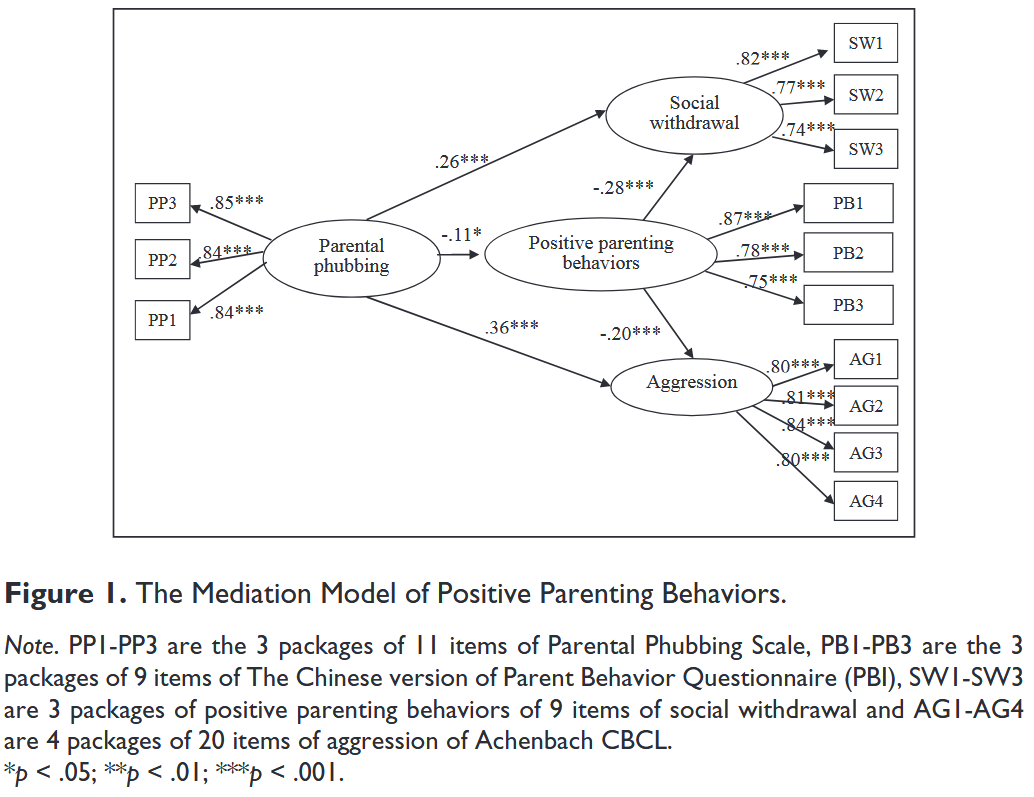 .82***
SW1
Social
withdrawal
.77***
SW2
.74***
SW3
.26***
-.28***
PP3
.85***
PP2
.84***
PP1
.84***
Parental
phubbing
-.11*
Positive parenting
behaviors
.87***
PB1
.78***
PB2
.75***
PB3
.36***
-.20***
Aggression
.80***
AG1
.81***
AG2
.84***
AG3
.80***
AG4
Figure 1. The Mediation Model of Positive Parenting Behaviors.
Note. PP1-PP3 are the 3 packages of 11 items of Parental Phubbing Scale, PB1-PB3 are the 3
packages of 9 items of The Chinese version of Parent Behavior Questionnaire (PBI), SW1-SW3
are 3 packages of positive parenting behaviors of 9 items of social withdrawal and AG1-AG4
are 4 packages of 20 items of aggression of Achenbach CBCL.
*p < .05; **p < .01; ***p < .001.